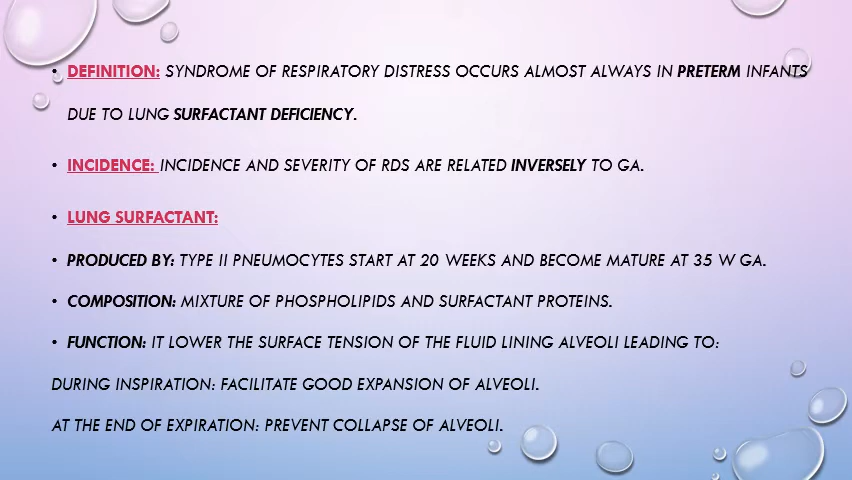 • DEFINITION: SYNDROME OF RESPIRATORY DISTRESS OCCURS ALMOST ALWAYS IN PRETERM INFANTS
DUE TO LUNG SURFACTANT DEFICIENCY.
• INCIDENCE: INCIDENCE AND SEVERITY OF RDS ARE RELATED INVERSELY TO GA.
• LUNG SURFACTANT:
• PRODUCED BY: TYPE II PNEUMOCYTES START AT 20 WEEKS AND BECOME MATURE AT 35 W GA.
• COMPOSITION: MIXTURE OF PHOSPHOLIPIDS AND SURFACTANT PROTEINS.
• FUNCTION: IT LOWER THE SURFACE TENSION OF THE FLUID LINING ALVEOLI LEADING TO:
DURING INSPIRATION: FACILITATE GOOD EXPANSION OF ALVEOLI.
AT THE END OF EXPIRATION: PREVENT COLLAPSE OF ALVEOLI.